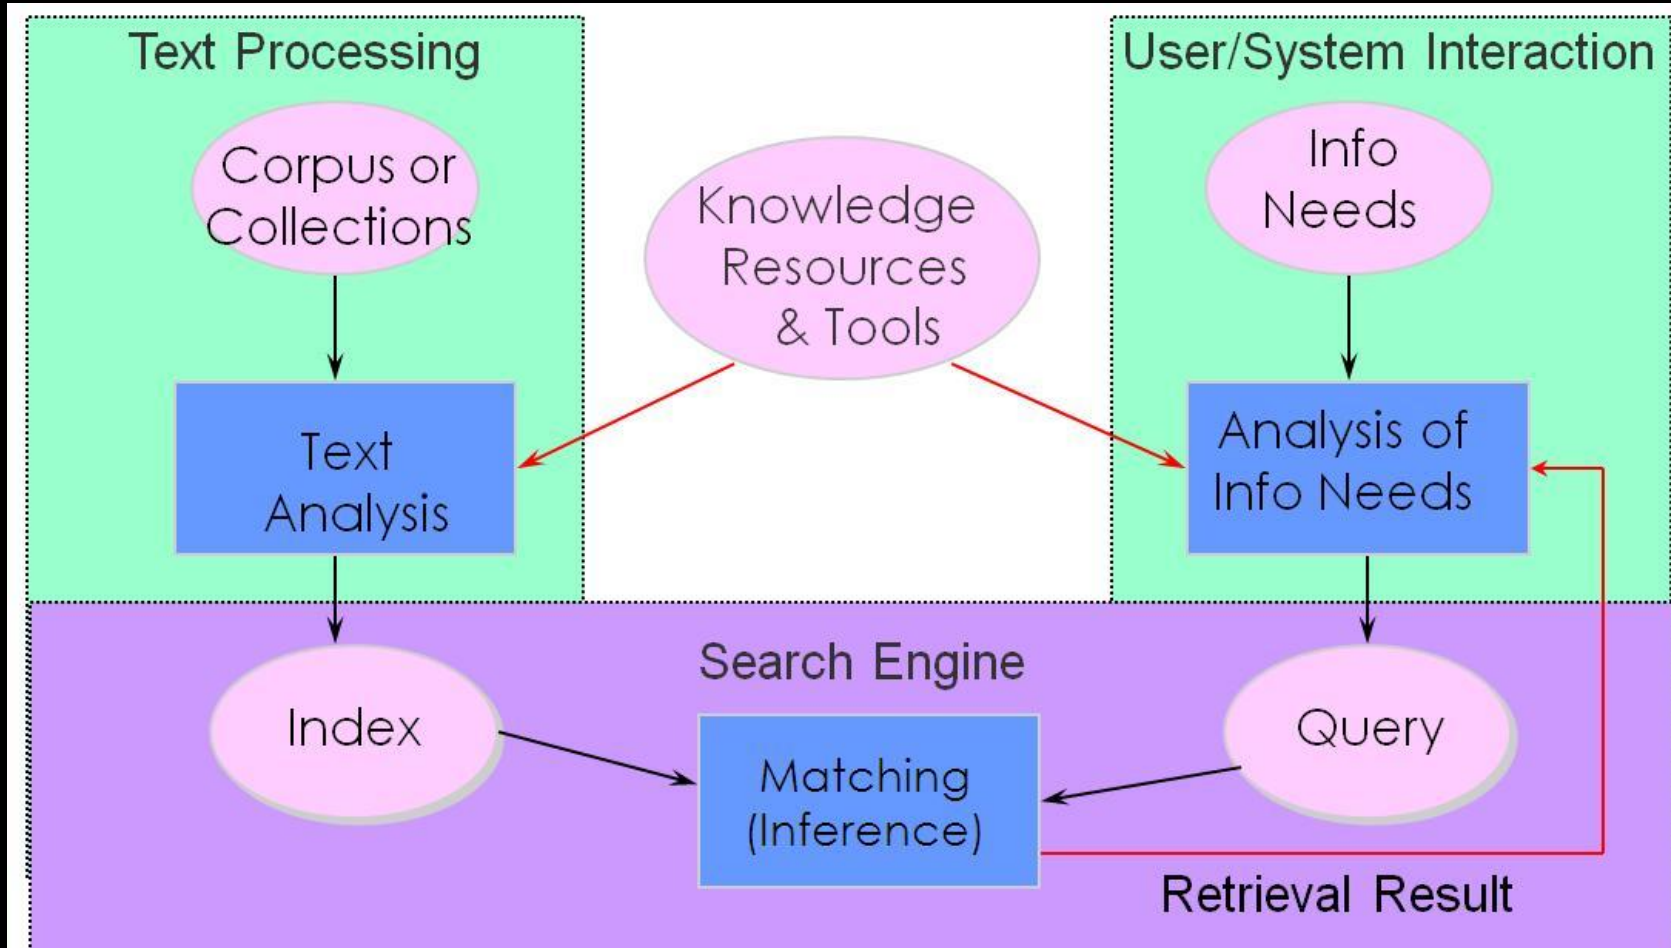 Text Processing
User/System Interaction
Corpus or
Collections
Knowledge
Resources
& Tools
Info
Needs
Text
Analysis
Analysis of
Info Needs
Search Engine
Index
Matching
(Inference)
Query
Retrieval Result